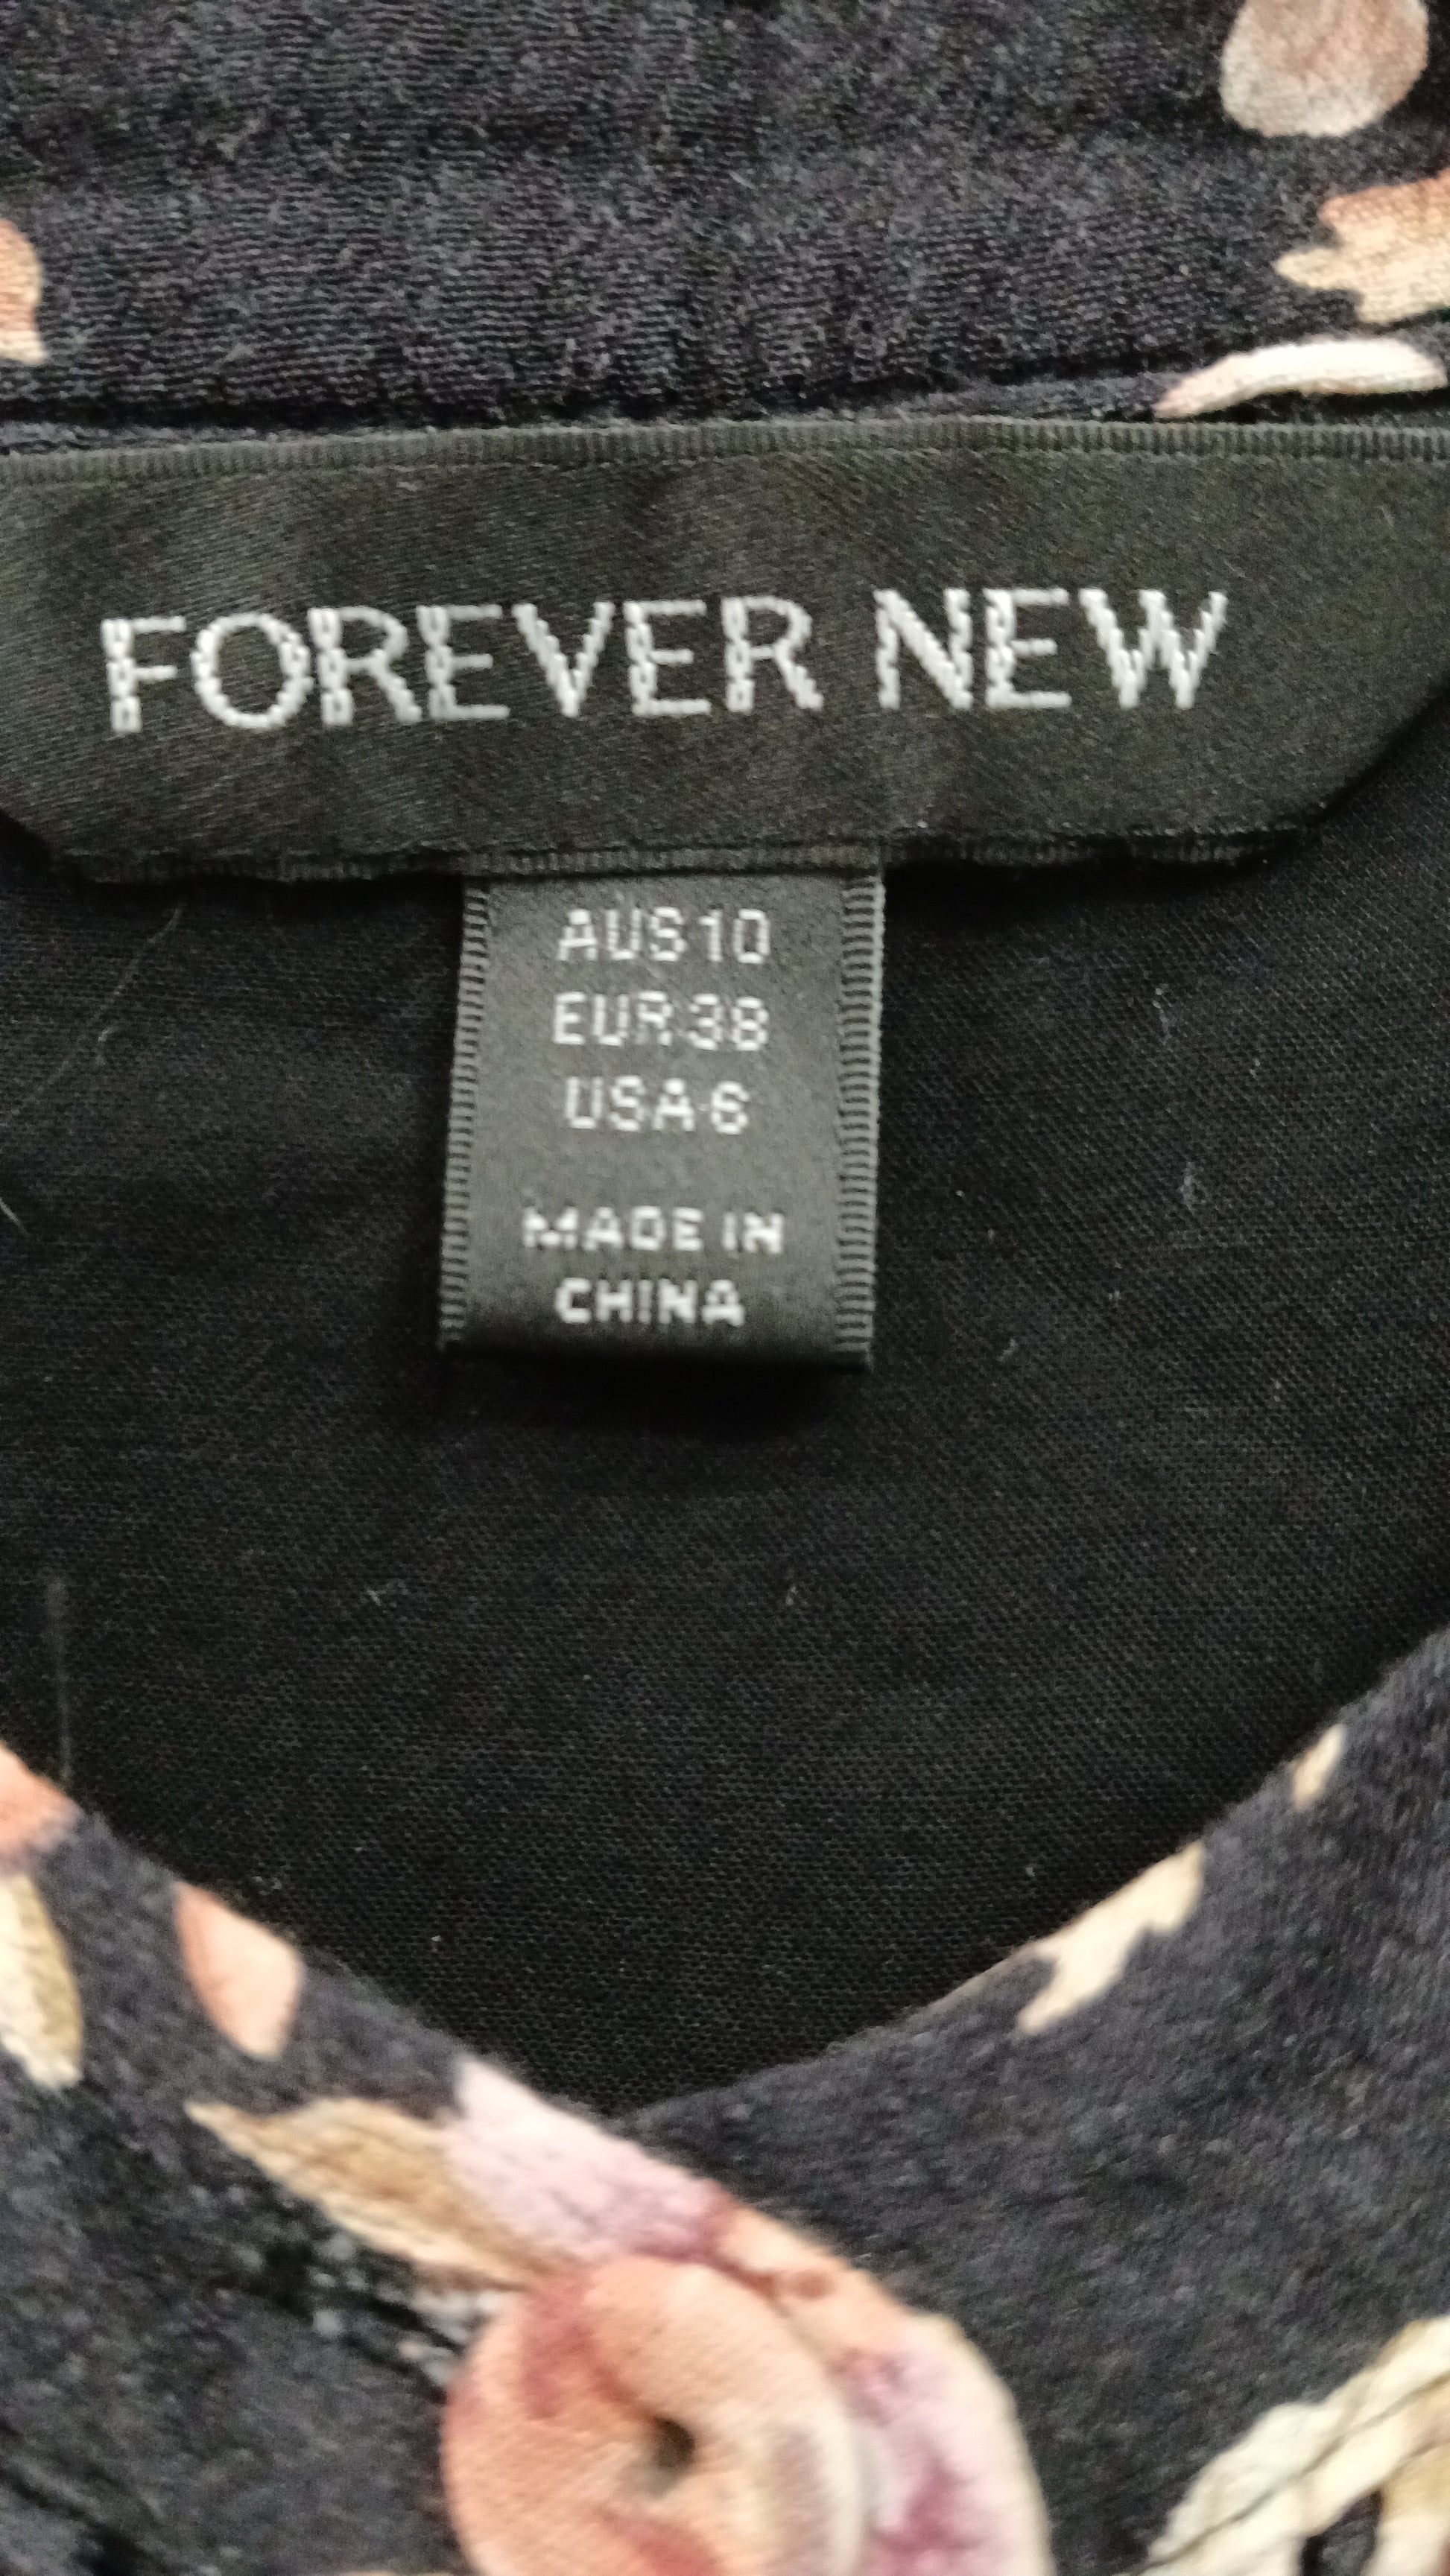 FOREVER NEW
AUS 10
EUR 38
USA 6
MADE IN
CHINA